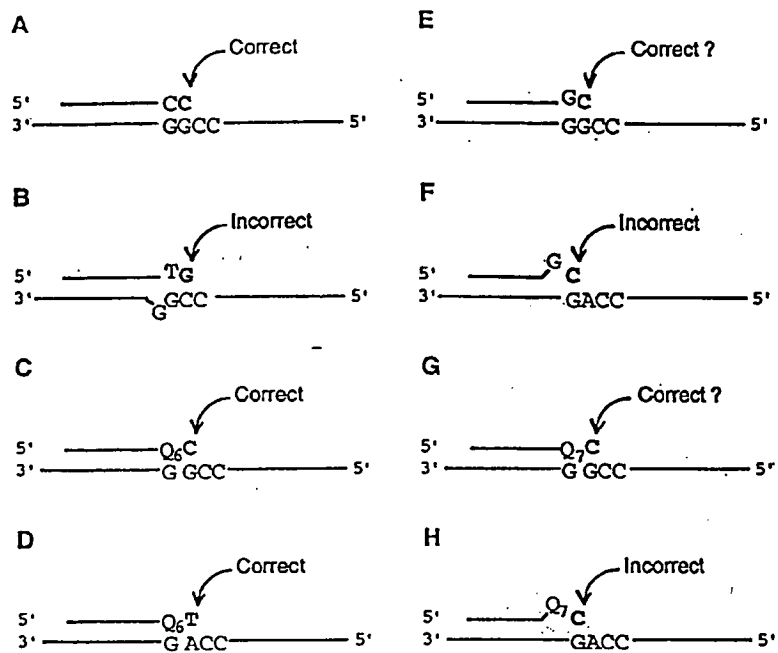 A
Correct
5' CC
3' GGCC 5'
B
Incorrect
5' TG
3' G GCC 5'
C
Correct
5' Q6C
3' G GCC 5'
D
Correct
5' Q6T
3' G ACC 5'
E
Correct ?
5' GC
3' GGCC 5'
F
Incorrect
5' G C
3' GACC 5'
G
Correct ?
5' Q7C
3' G GCC 5'
H
Incorrect
5' Q7 C
3' GACC 5'